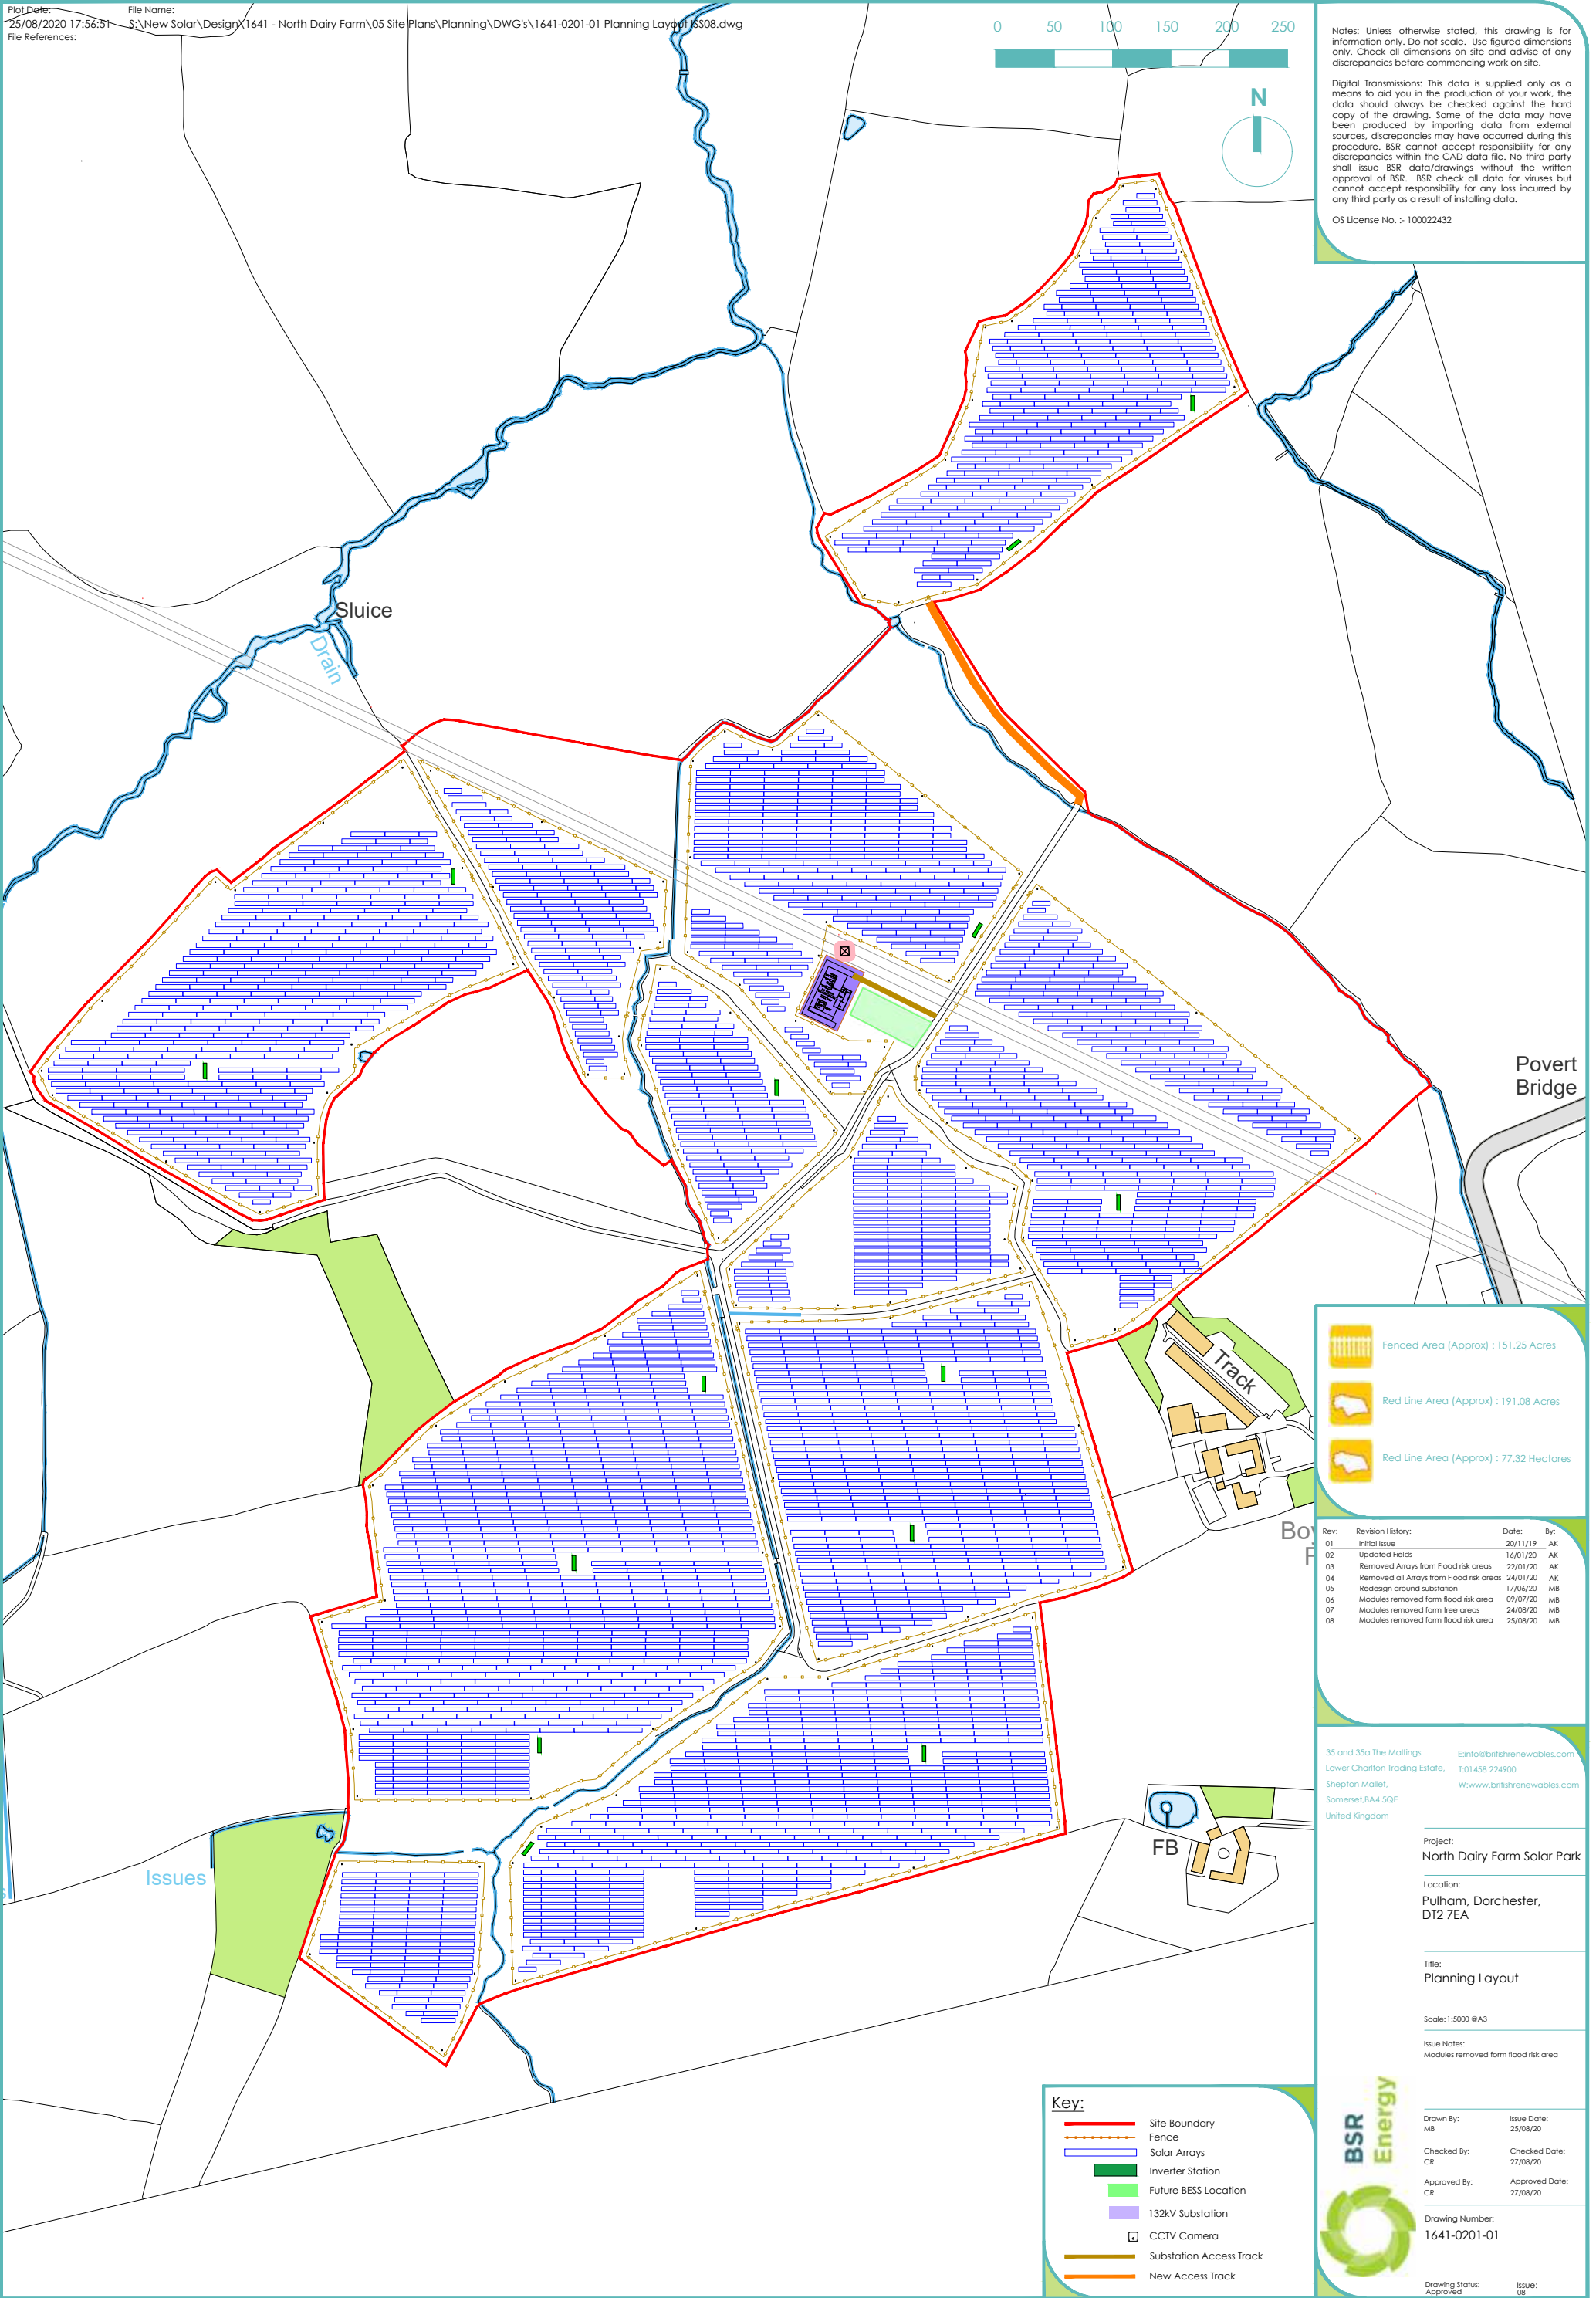 Plot Date:
File Name:
25/08/2020 17:56:51
S:\New Solar\Design\1641 - North Dairy Farm\05 Site Plans\Planning\DWG's\1641-0201-01 Planning Layout ISS08.dwg
File References:
0 50 100 150 200 250
N
Notes: Unless otherwise stated, this drawing is for
information only. Do not scale. Use figured dimensions
only. Check all dimensions on site and advise of any
discrepancies before commencing work on site.
Digital Transmissions: This data is supplied only as a
means to aid you in the production of your work, the
data should always be checked against the hard
copy of the drawing. Some of the data may have
been produced by importing data from external
sources, discrepancies may have occurred during this
procedure. BSR cannot accept responsibility for any
discrepancies within the CAD data file. No third party
shall issue BSR data/drawings without the written
approval of BSR. BSR check all data for viruses but
cannot accept responsibility for any loss incurred by
any third party as a result of installing data.
OS License No. :- 100022432
Sluice
Drain
Povert
Bridge
Track
Bo
F
FB
Issues
Fenced Area (Approx) : 151.25 Acres
Red Line Area (Approx) : 191.08 Acres
Red Line Area (Approx) : 77.32 Hectares
Rev: Revision History: Date: By:
01 Initial Issue 20/11/19 AK
02 Updated Fields 16/01/20 AK
03 Removed Arrays from Flood risk areas 22/01/20 AK
04 Removed all Arrays from Flood risk areas 24/01/20 AK
05 Redesign around substation 17/06/20 MB
06 Modules removed form flood risk area 09/07/20 MB
07 Modules removed form tree areas 24/08/20 MB
08 Modules removed form flood risk area 25/08/20 MB
35 and 35a The Maltings
Lower Charlton Trading Estate,
Shepton Mallet,
Somerset,BA4 5QE
United Kingdom
E:info@britishrenewables.com
T:01458 224900
W:www.britishrenewables.com
Project:
North Dairy Farm Solar Park
Location:
Pulham, Dorchester,
DT2 7EA
Title:
Planning Layout
Scale: 1:5000 @A3
Issue Notes:
Modules removed form flood risk area
BSR
Energy
Drawn By: Issue Date:
MB 25/08/20
Checked By: Checked Date:
CR 27/08/20
Approved By: Approved Date:
CR 27/08/20
Drawing Number:
1641-0201-01
Drawing Status: Issue:
Approved 08
Key:
Site Boundary
Fence
Solar Arrays
Inverter Station
Future BESS Location
132kV Substation
CCTV Camera
Substation Access Track
New Access Track